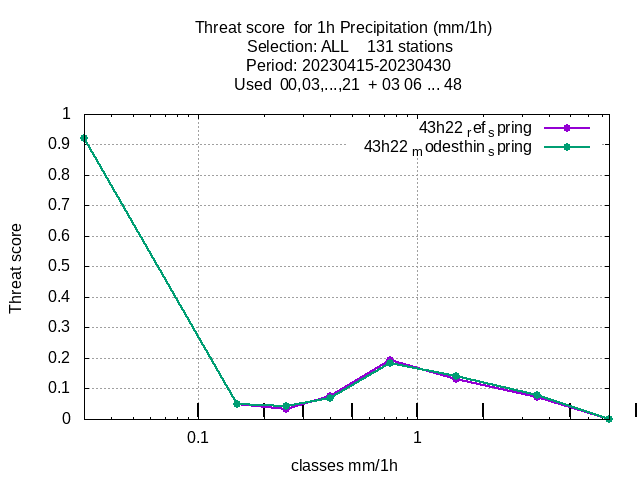 Threat score  for 1h Precipitation (mm/1h)
Selection: ALL    131 stations
Period: 20230415-20230430
Used  00,03,...,21  + 03 06 ... 48
43h22 ref spring
43h22 modesthin spring
Threat score
1
0.9
0.8
0.7
0.6
0.5
0.4
0.3
0.2
0.1
0
0.1 1
classes mm/1h